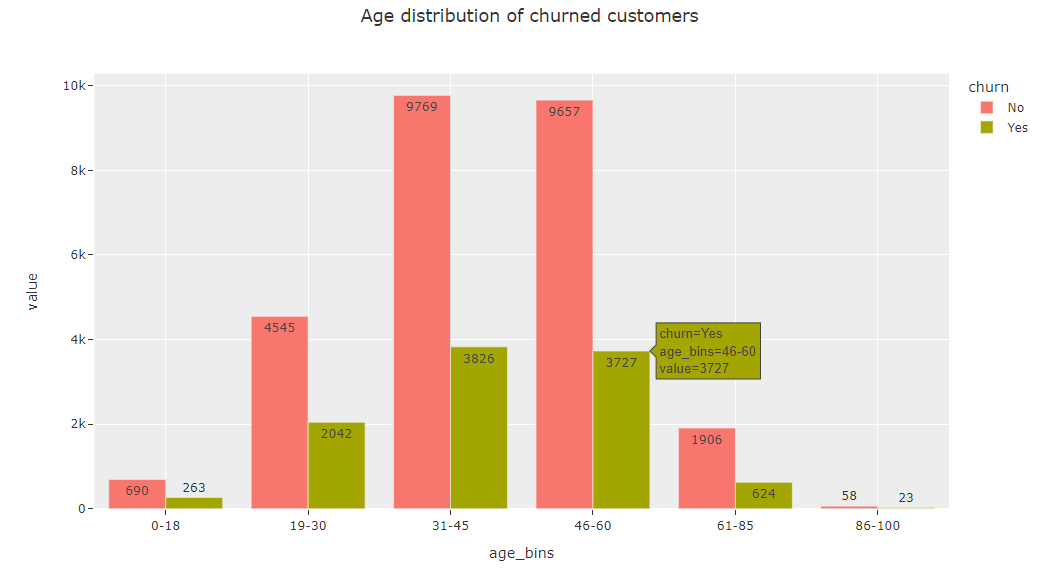 Age distribution of churned customers
churn
No
Yes
10k
8k
6k
4k
2k
0
value
690
263
4545
2042
9769
3826
9657
3727
1906
624
58
23
churn=Yes
age_bins=46-60
value=3727
0-18
19-30
31-45
46-60
61-85
86-100
age_bins